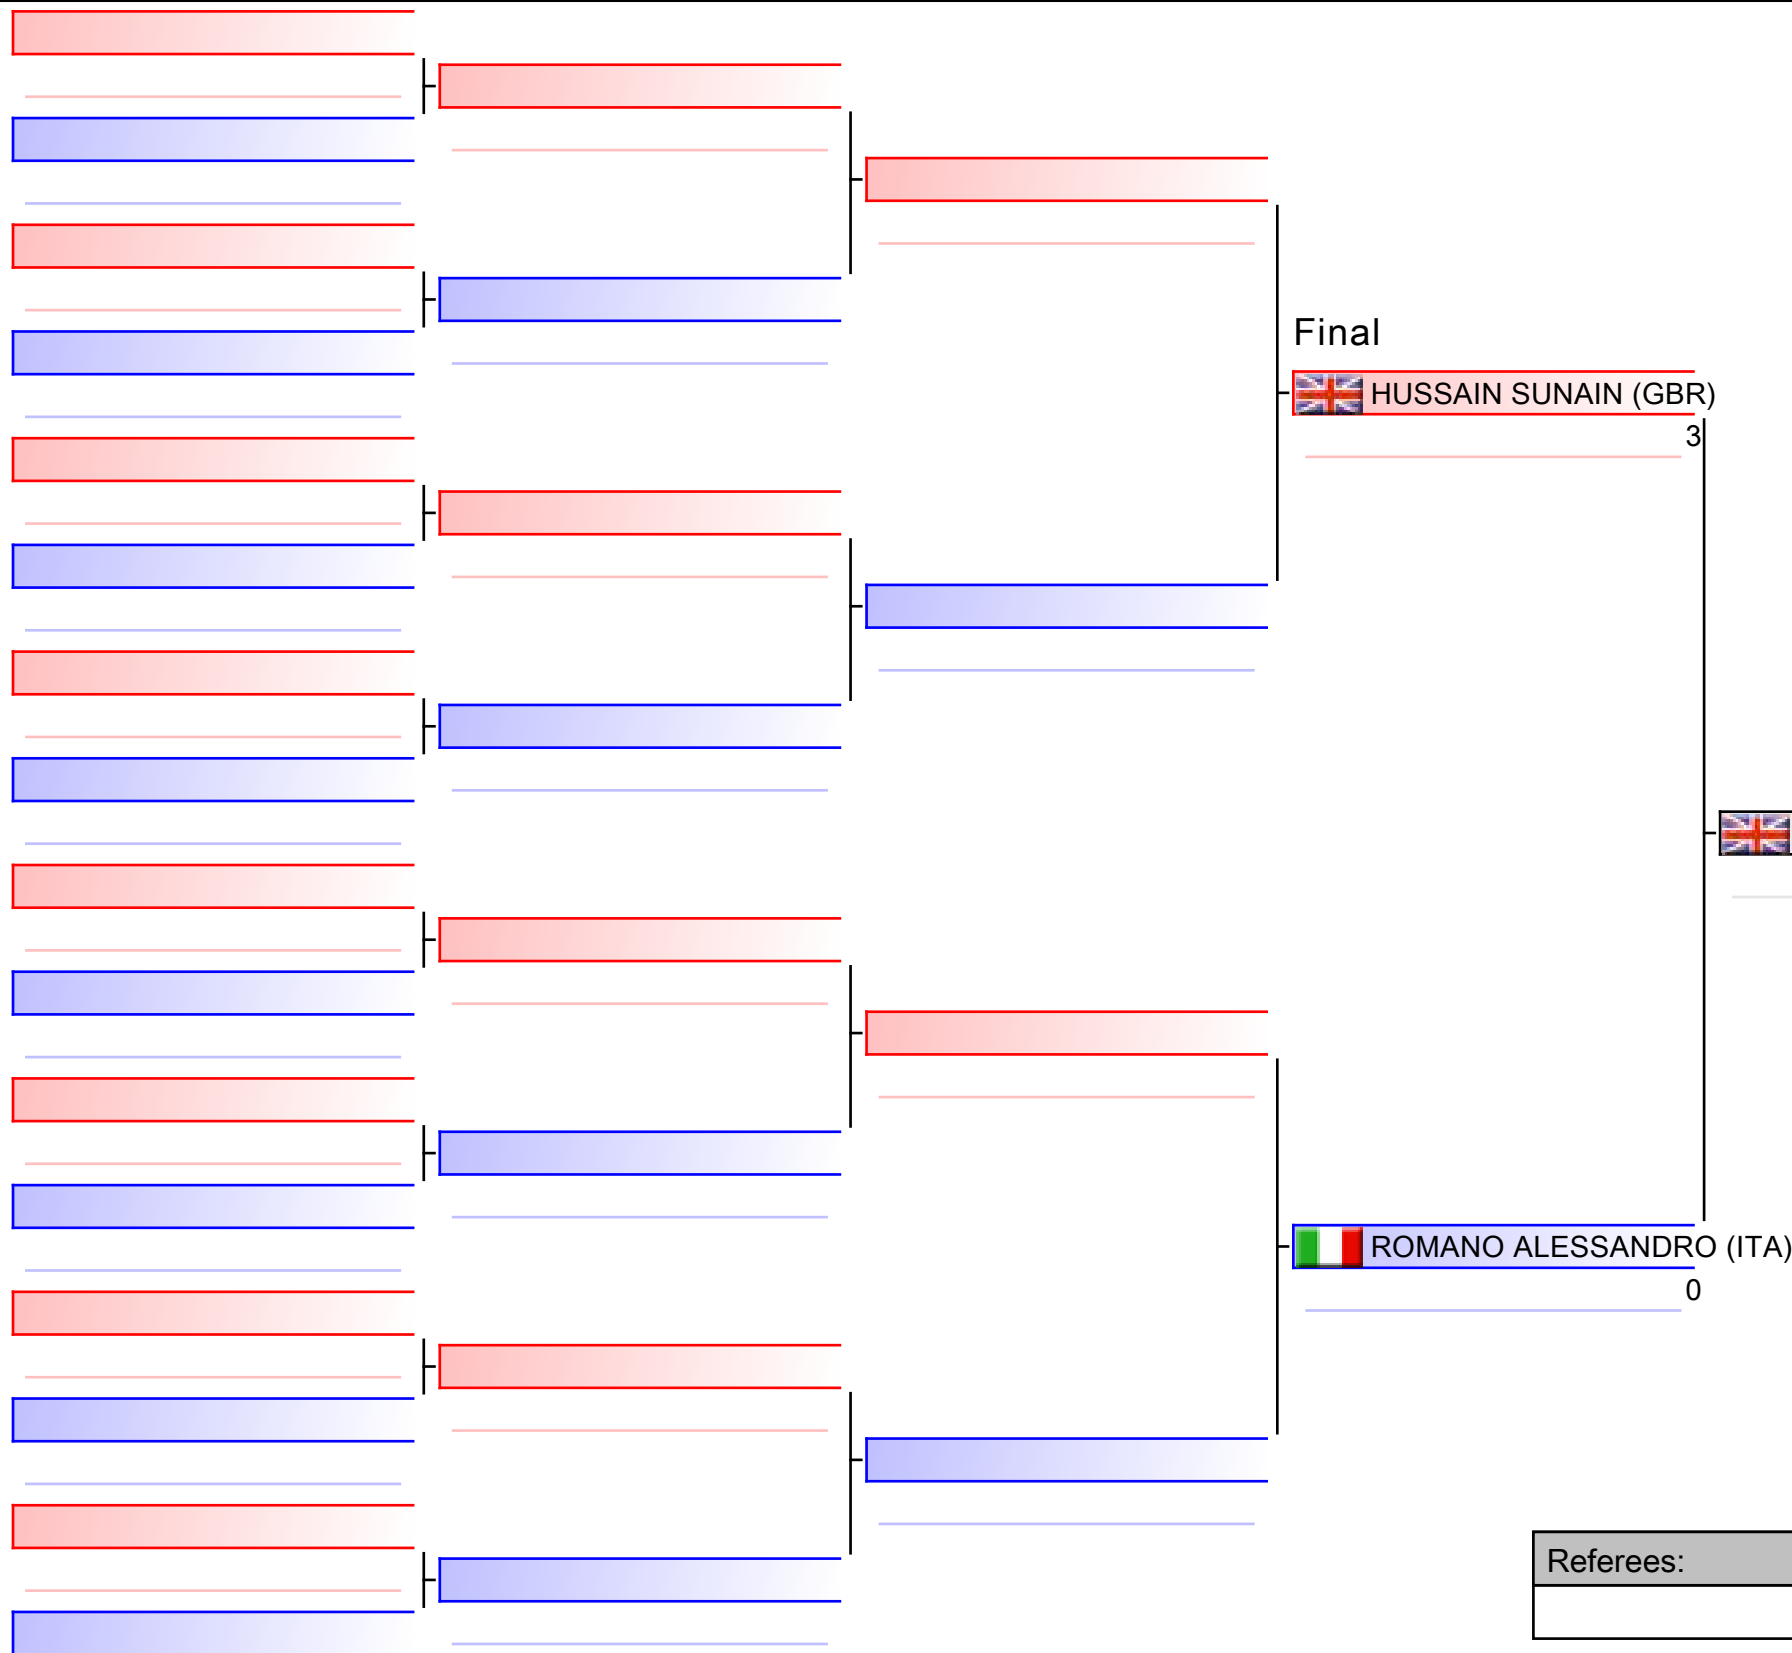 Final
HUSSAIN SUNAIN (GBR)
3
ROMANO ALESSANDRO (ITA)
0
Referees: